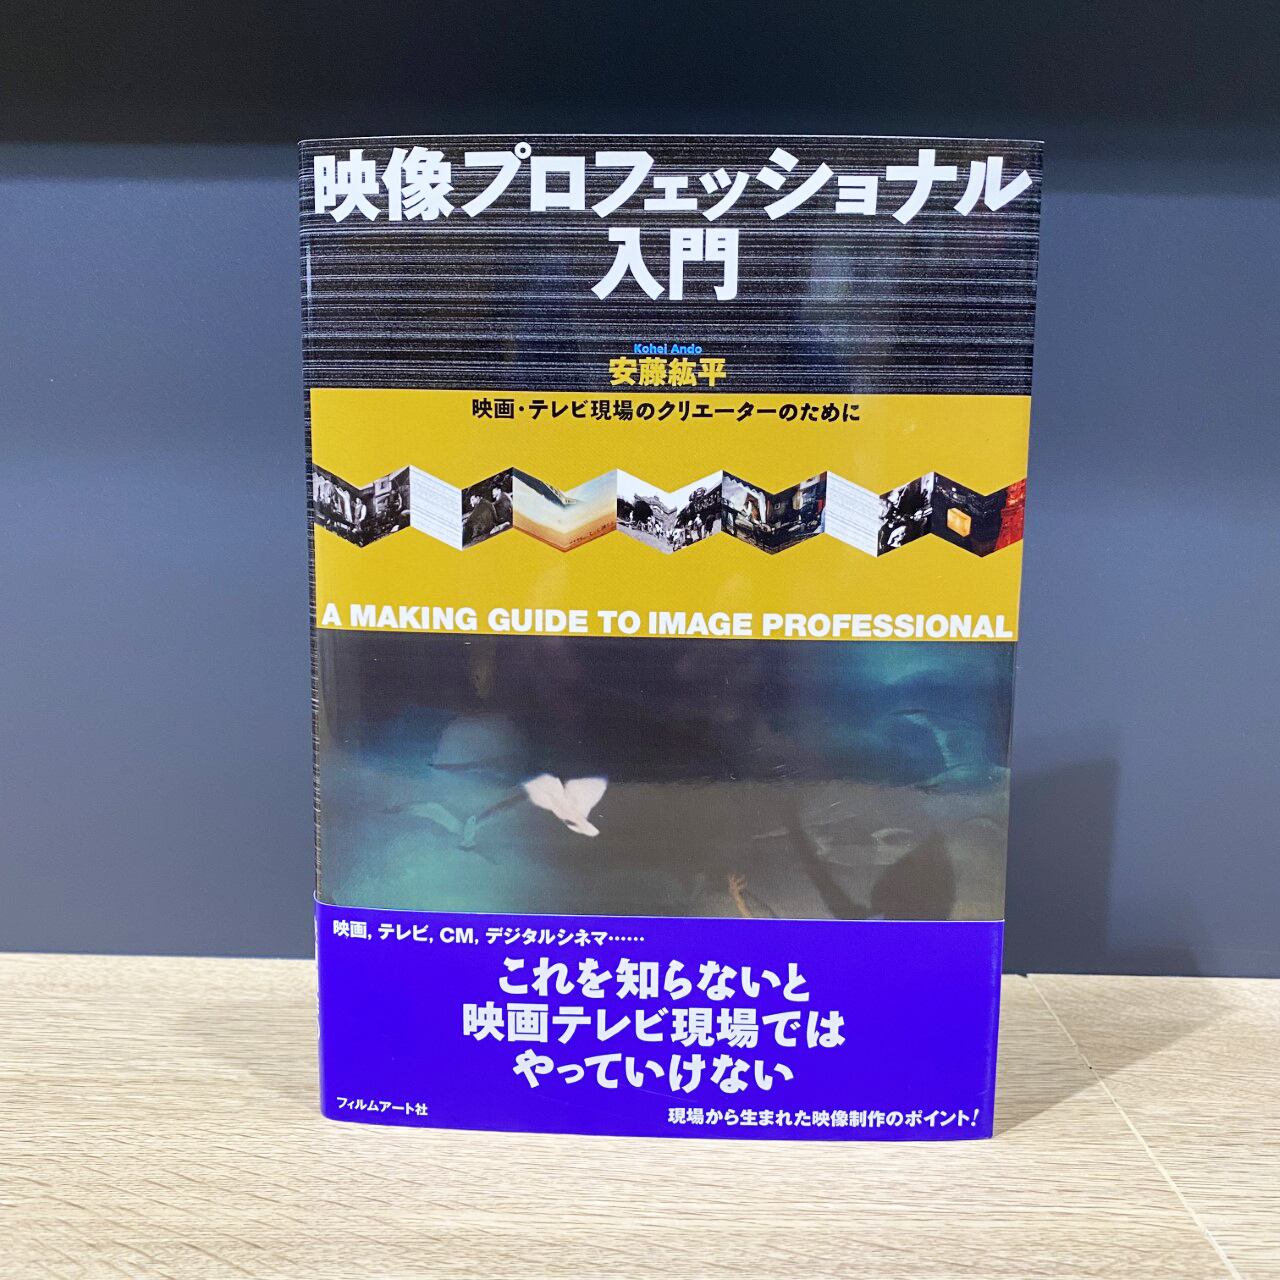 映像プロフェッショナル
入門
Kohei Ando
安藤紘平
映画・テレビ現場のクリエーターのために
A MAKING GUIDE TO IMAGE PROFESSIONAL
映画, テレビ, CM, デジタルシネマ……
これを知らないと
映画テレビ現場では
やっていけない
フィルムアート社
現場から生まれた映像制作のポイント!